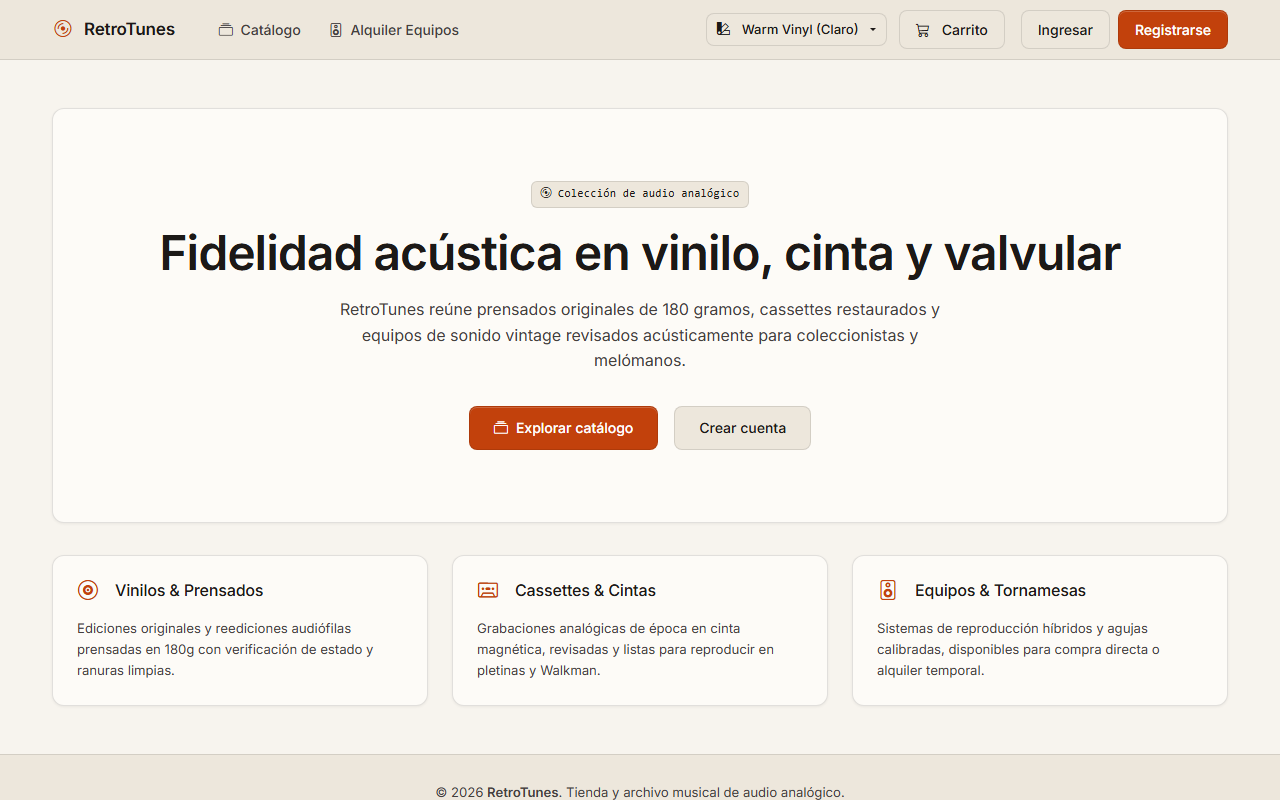 RetroTunes
Catálogo
Alquiler Equipos
Warm Vinyl (Claro)
Carrito
Ingresar
Registrarse
Colección de audio analógico
Fidelidad acústica en vinilo, cinta y valvular
RetroTunes reúne prensados originales de 180 gramos, cassettes restaurados y
equipos de sonido vintage revisados acústicamente para coleccionistas y
melómanos.
Explorar catálogo
Crear cuenta
Vinilos & Prensados
Ediciones originales y reediciones audiófilas
prensadas en 180g con verificación de estado y
ranuras limpias.
Cassettes & Cintas
Grabaciones analógicas de época en cinta
magnética, revisadas y listas para reproducir en
pletinas y Walkman.
Equipos & Tornamesas
Sistemas de reproducción híbridos y agujas
calibradas, disponibles para compra directa o
alquiler temporal.
© 2026 RetroTunes. Tienda y archivo musical de audio analógico.